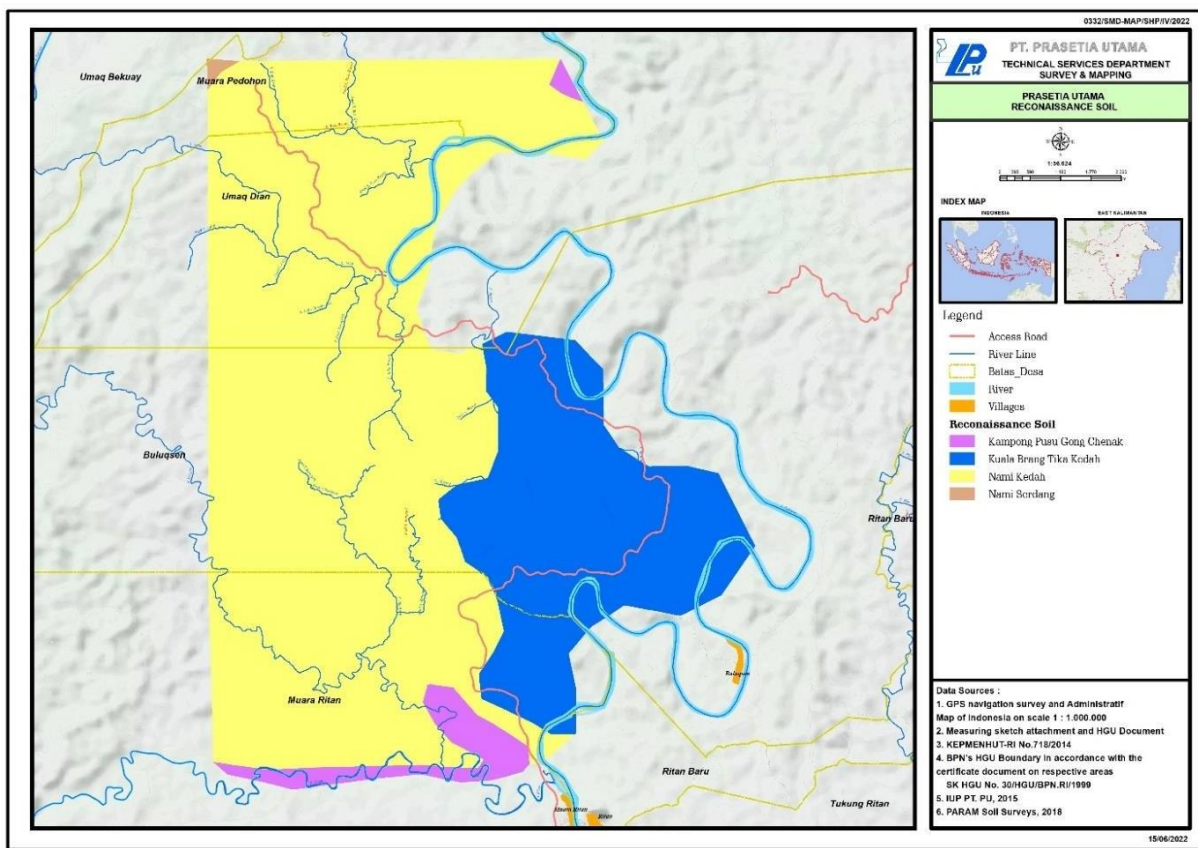 0332/SMD-MAP/SHP/IV/2022
Umaq Bekuay
Muara Pedohon
Umaq Dian
Buluqsen
Ritan Baru
Muara Ritan
Ritan Baru
Tukung Ritan
PT. PRASETIA UTAMA
TECHNICAL SERVICES DEPARTMENT
SURVEY & MAPPING
PRASETIA UTAMA
RECONAISSANCE SOIL
INDEX MAP
INDONESIA
EAST KALIMANTAN
Legend
Access Road
River Line
Batas_Desa
River
Villages
Reconaissance Soil
Kampong Pusu Gong Chenak
Kuala Brang Tika Kedah
Nami Kedah
Nami Serdang
Data Sources :
1. GPS navigation survey and Administratif
Map of Indonesia on scale 1 : 1.000.000
2. Measuring sketch attachment and HGU Document
3. KEPMENHUT-RI No.718/2014
4. BPN's HGU Boundary in accordance with the
certificate document on respective areas
SK HGU No. 30/HGU/BPN.RI/1999
5. IUP PT. PU, 2015
6. PARAM Soil Surveys, 2018
15/06/2022